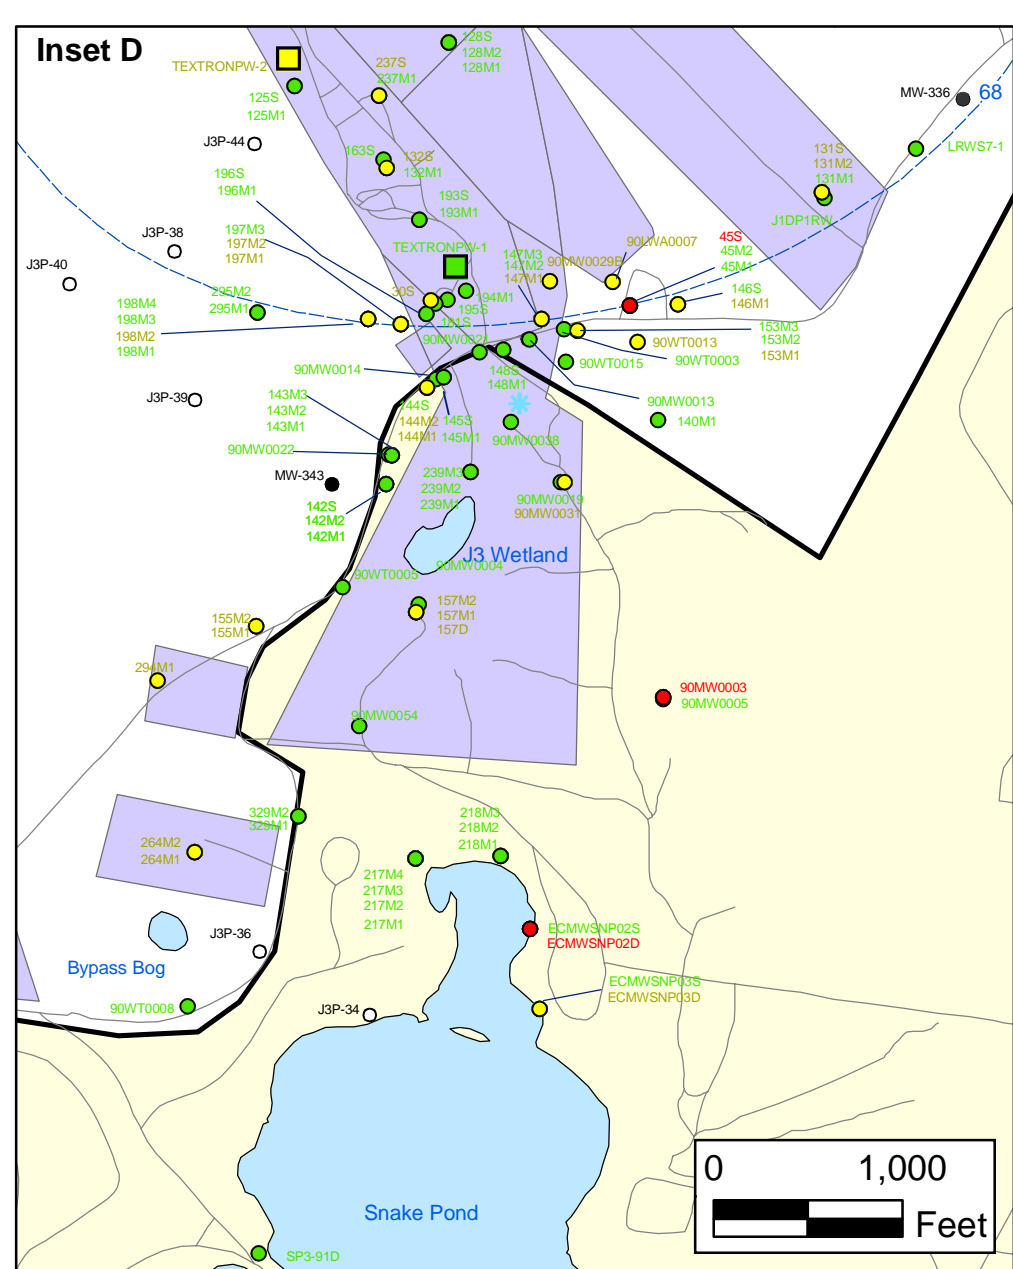 Inset D
TEXTRONPW-2
125S
125M1
128S
128M2
128M1
237S
237M1
MW-336
68
J3P-44
163S
132S
132M1
131S
131M2
131M1
LRWS7-1
J1DP1RW
196S
196M1
193S
193M1
J3P-38
197M3
197M2
197M1
TEXTRONPW-1
147M3
147M2
147M1
90MW0029B
90LWA0007
45S
45M2
45M1
J3P-40
295M2
295M1
30S
194M1
195S
181S
146S
146M1
198M4
198M3
198M2
198M1
90MW0021
90WT0013
153M3
153M2
153M1
90WT0003
90WT0015
90MW0014
148S
148M1
J3P-39
143M3
143M2
143M1
144S
144M2
144M1
145S
145M1
90MW0013
140M1
90MW0022
90MW0038
MW-343
239M3
239M2
239M1
90MW0019
90MW0031
142S
142M2
142M1
J3 Wetland
90MW0004
90WT0005
157M2
157M1
157D
155M2
155M1
294M1
90MW0003
90MW0005
90MW0054
329M2
329M1
218M3
218M2
218M1
264M2
264M1
217M4
217M3
217M2
217M1
J3P-36
ECMWSNP02S
ECMWSNP02D
Bypass Bog
ECMWSNP03S
ECMWSNP03D
90WT0008
J3P-34
0 1,000
Feet
Snake Pond
SP3-91D